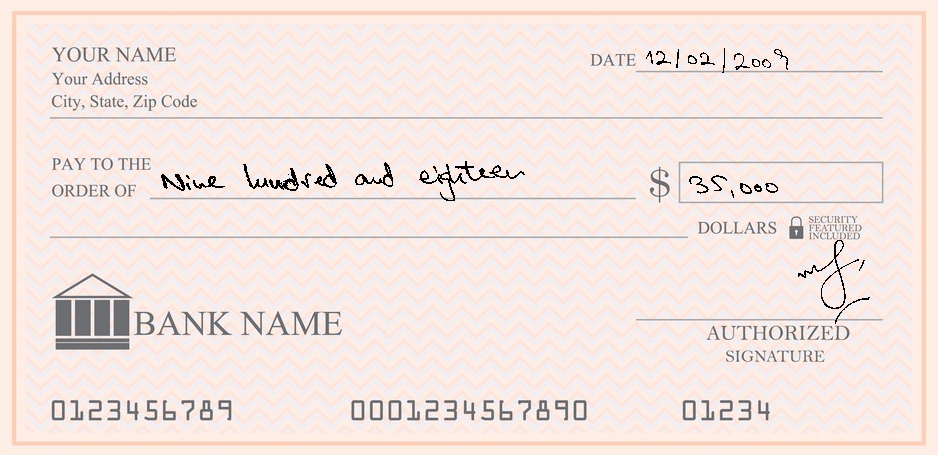 YOUR NAME
Your Address
City, State, Zip Code
DATE 12/02/2009
PAY TO THE
ORDER OF Nine hundred and eighteen $ 35,000
DOLLARS SECURITY
FEATURED
INCLUDED
BANK NAME
AUTHORIZED
SIGNATURE
0123456789 0001234567890 01234